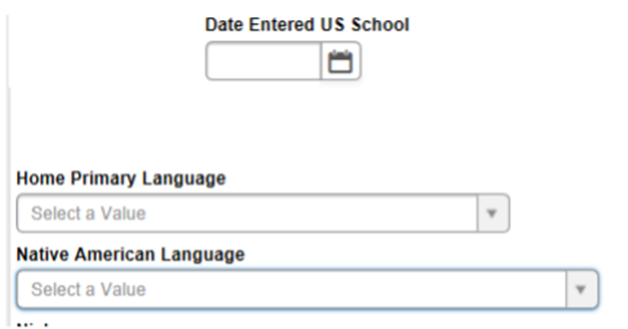 Date Entered US School
Home Primary Language
Select a Value
Native American Language
Select a Value